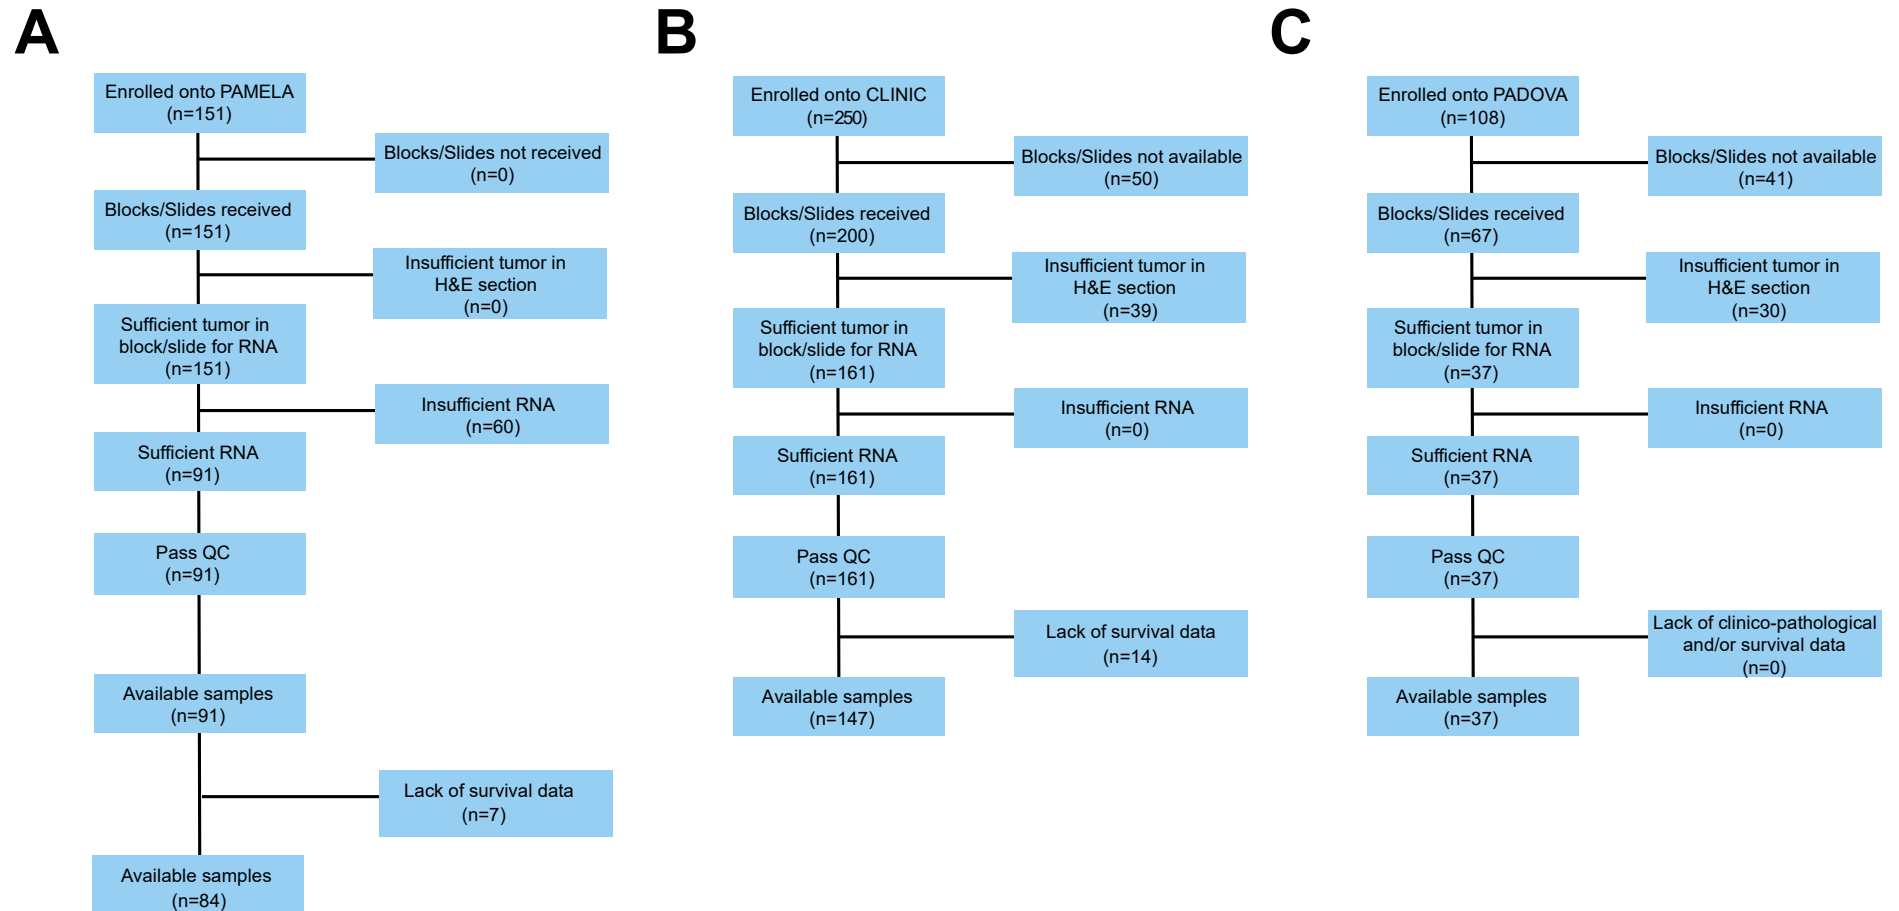 A
Enrolled onto PAMELA
(n=151)
Blocks/Slides not received
(n=0)
Blocks/Slides received
(n=151)
Insufficient tumor in
H&E section
(n=0)
Sufficient tumor in
block/slide for RNA
(n=151)
Insufficient RNA
(n=60)
Sufficient RNA
(n=91)
Pass QC
(n=91)
Available samples
(n=91)
Lack of survival data
(n=7)
Available samples
(n=84)
B
Enrolled onto CLINIC
(n=250)
Blocks/Slides not available
(n=50)
Blocks/Slides received
(n=200)
Insufficient tumor in
H&E section
(n=39)
Sufficient tumor in
block/slide for RNA
(n=161)
Insufficient RNA
(n=0)
Sufficient RNA
(n=161)
Pass QC
(n=161)
Lack of survival data
(n=14)
Available samples
(n=147)
C
Enrolled onto PADOVA
(n=108)
Blocks/Slides not available
(n=41)
Blocks/Slides received
(n=67)
Insufficient tumor in
H&E section
(n=30)
Sufficient tumor in
block/slide for RNA
(n=37)
Insufficient RNA
(n=0)
Sufficient RNA
(n=37)
Pass QC
(n=37)
Lack of clinico-pathological
and/or survival data
(n=0)
Available samples
(n=37)